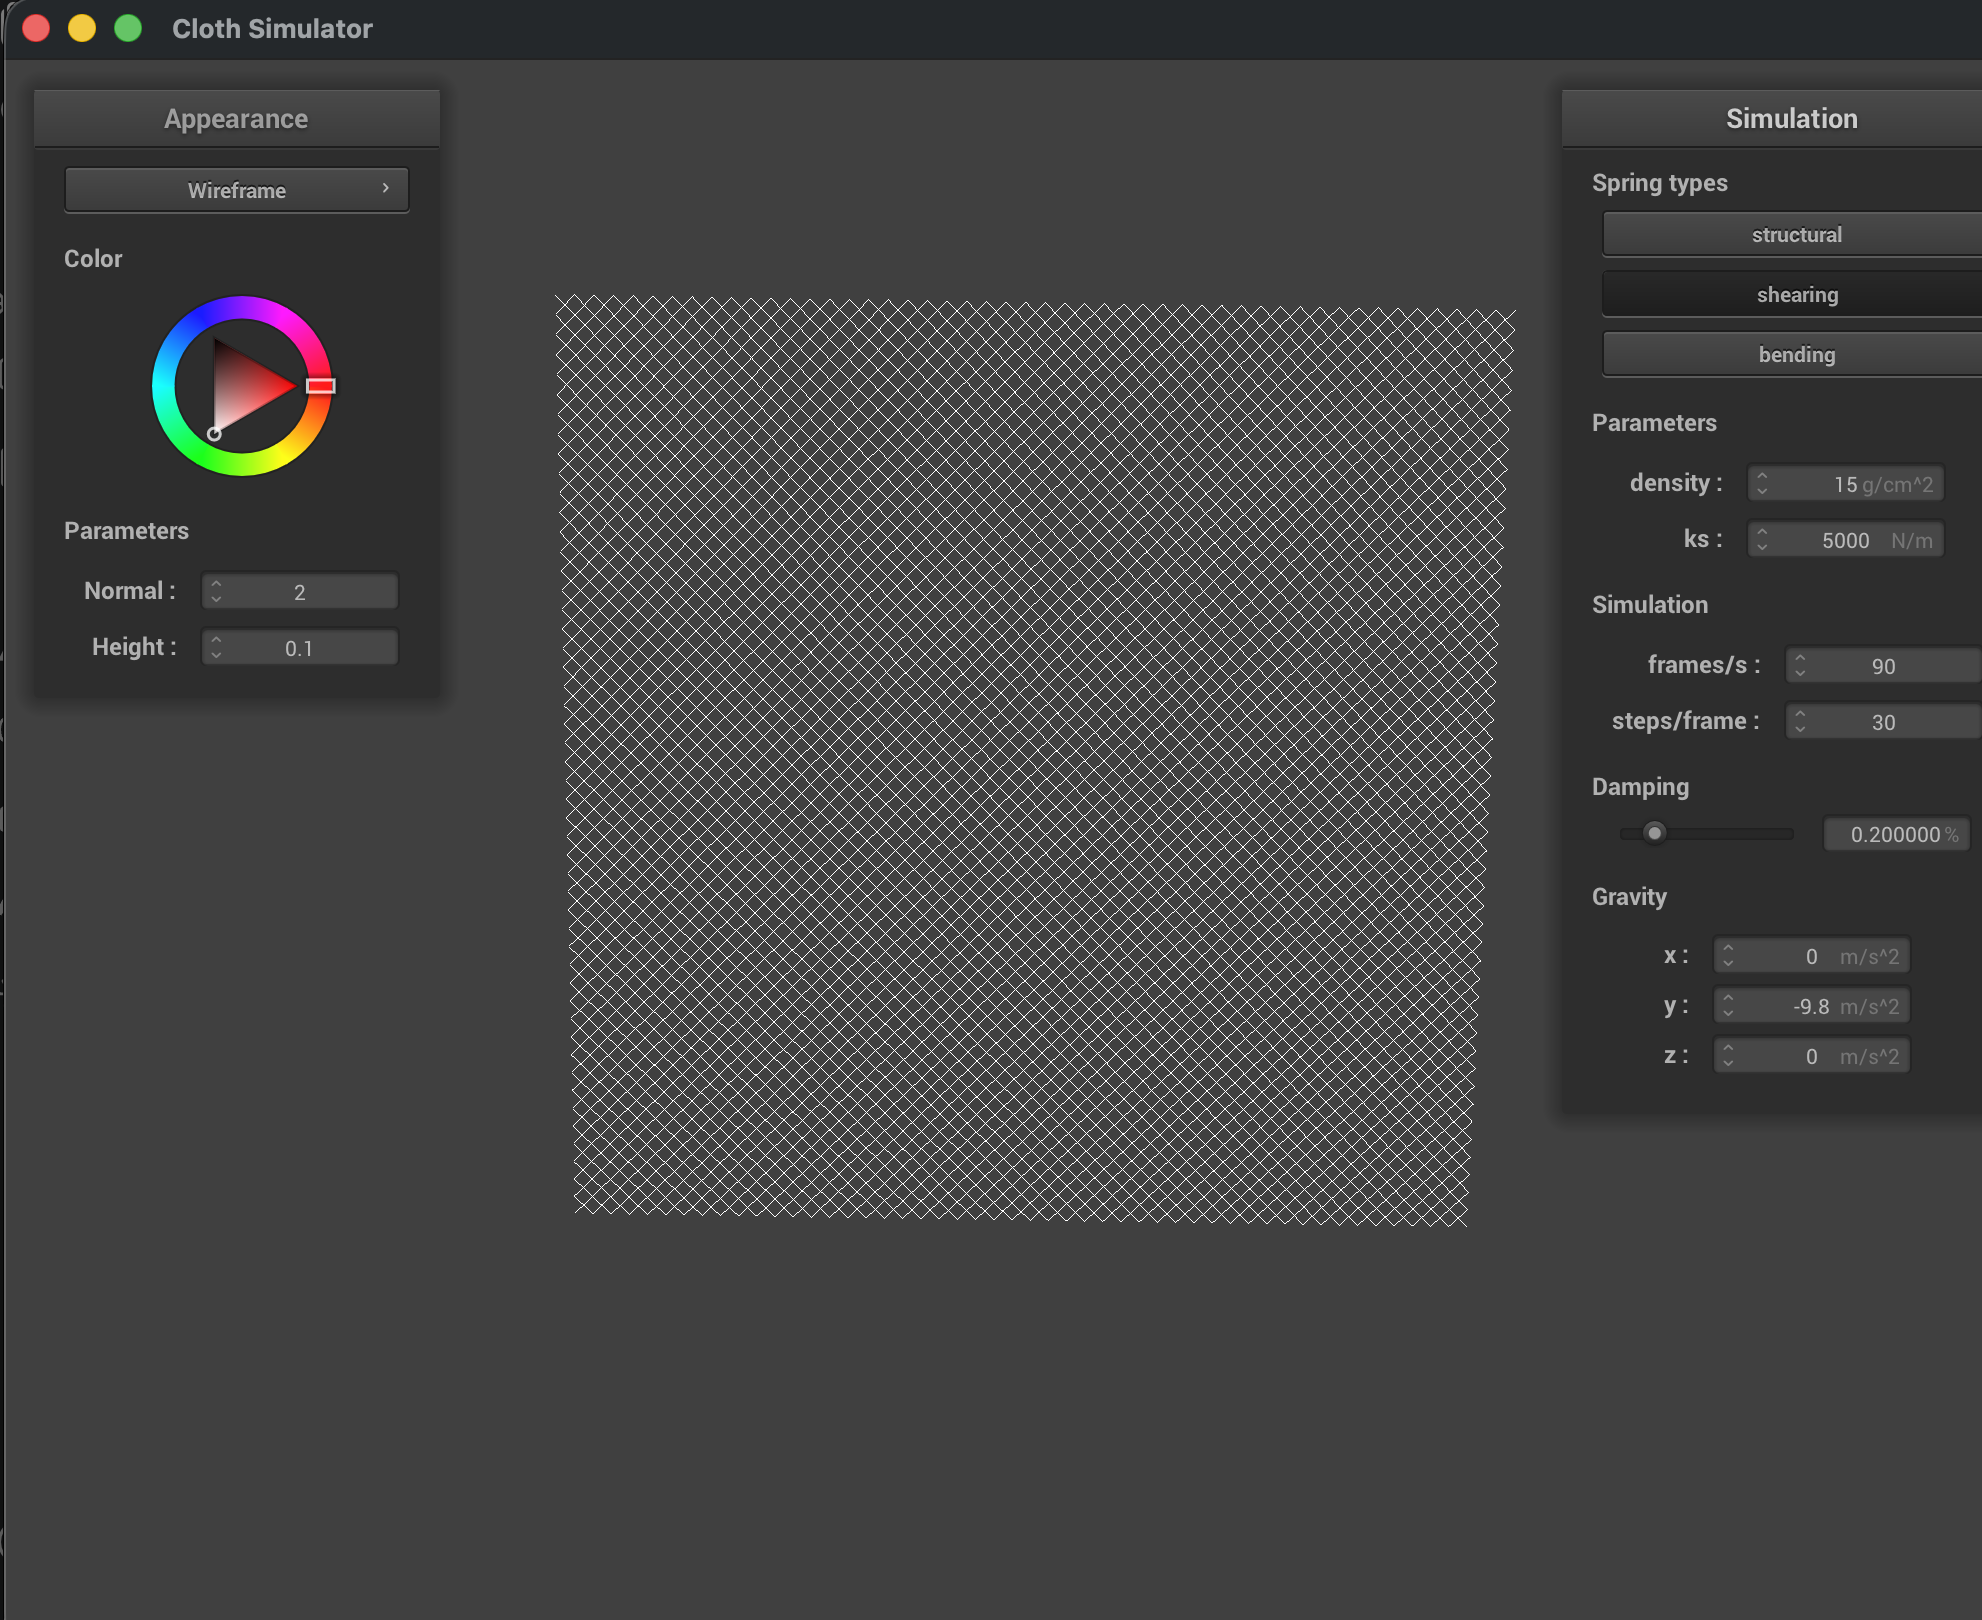 Cloth Simulator
Appearance
Wireframe
Color
Parameters
Normal : 2
Height : 0.1
Simulation
Spring types
structural
shearing
bending
Parameters
density : 15 g/cm^2
ks : 5000 N/m
Simulation
frames/s : 90
steps/frame : 30
Damping
0.200000 %
Gravity
x : 0 m/s^2
y : -9.8 m/s^2
z : 0 m/s^2